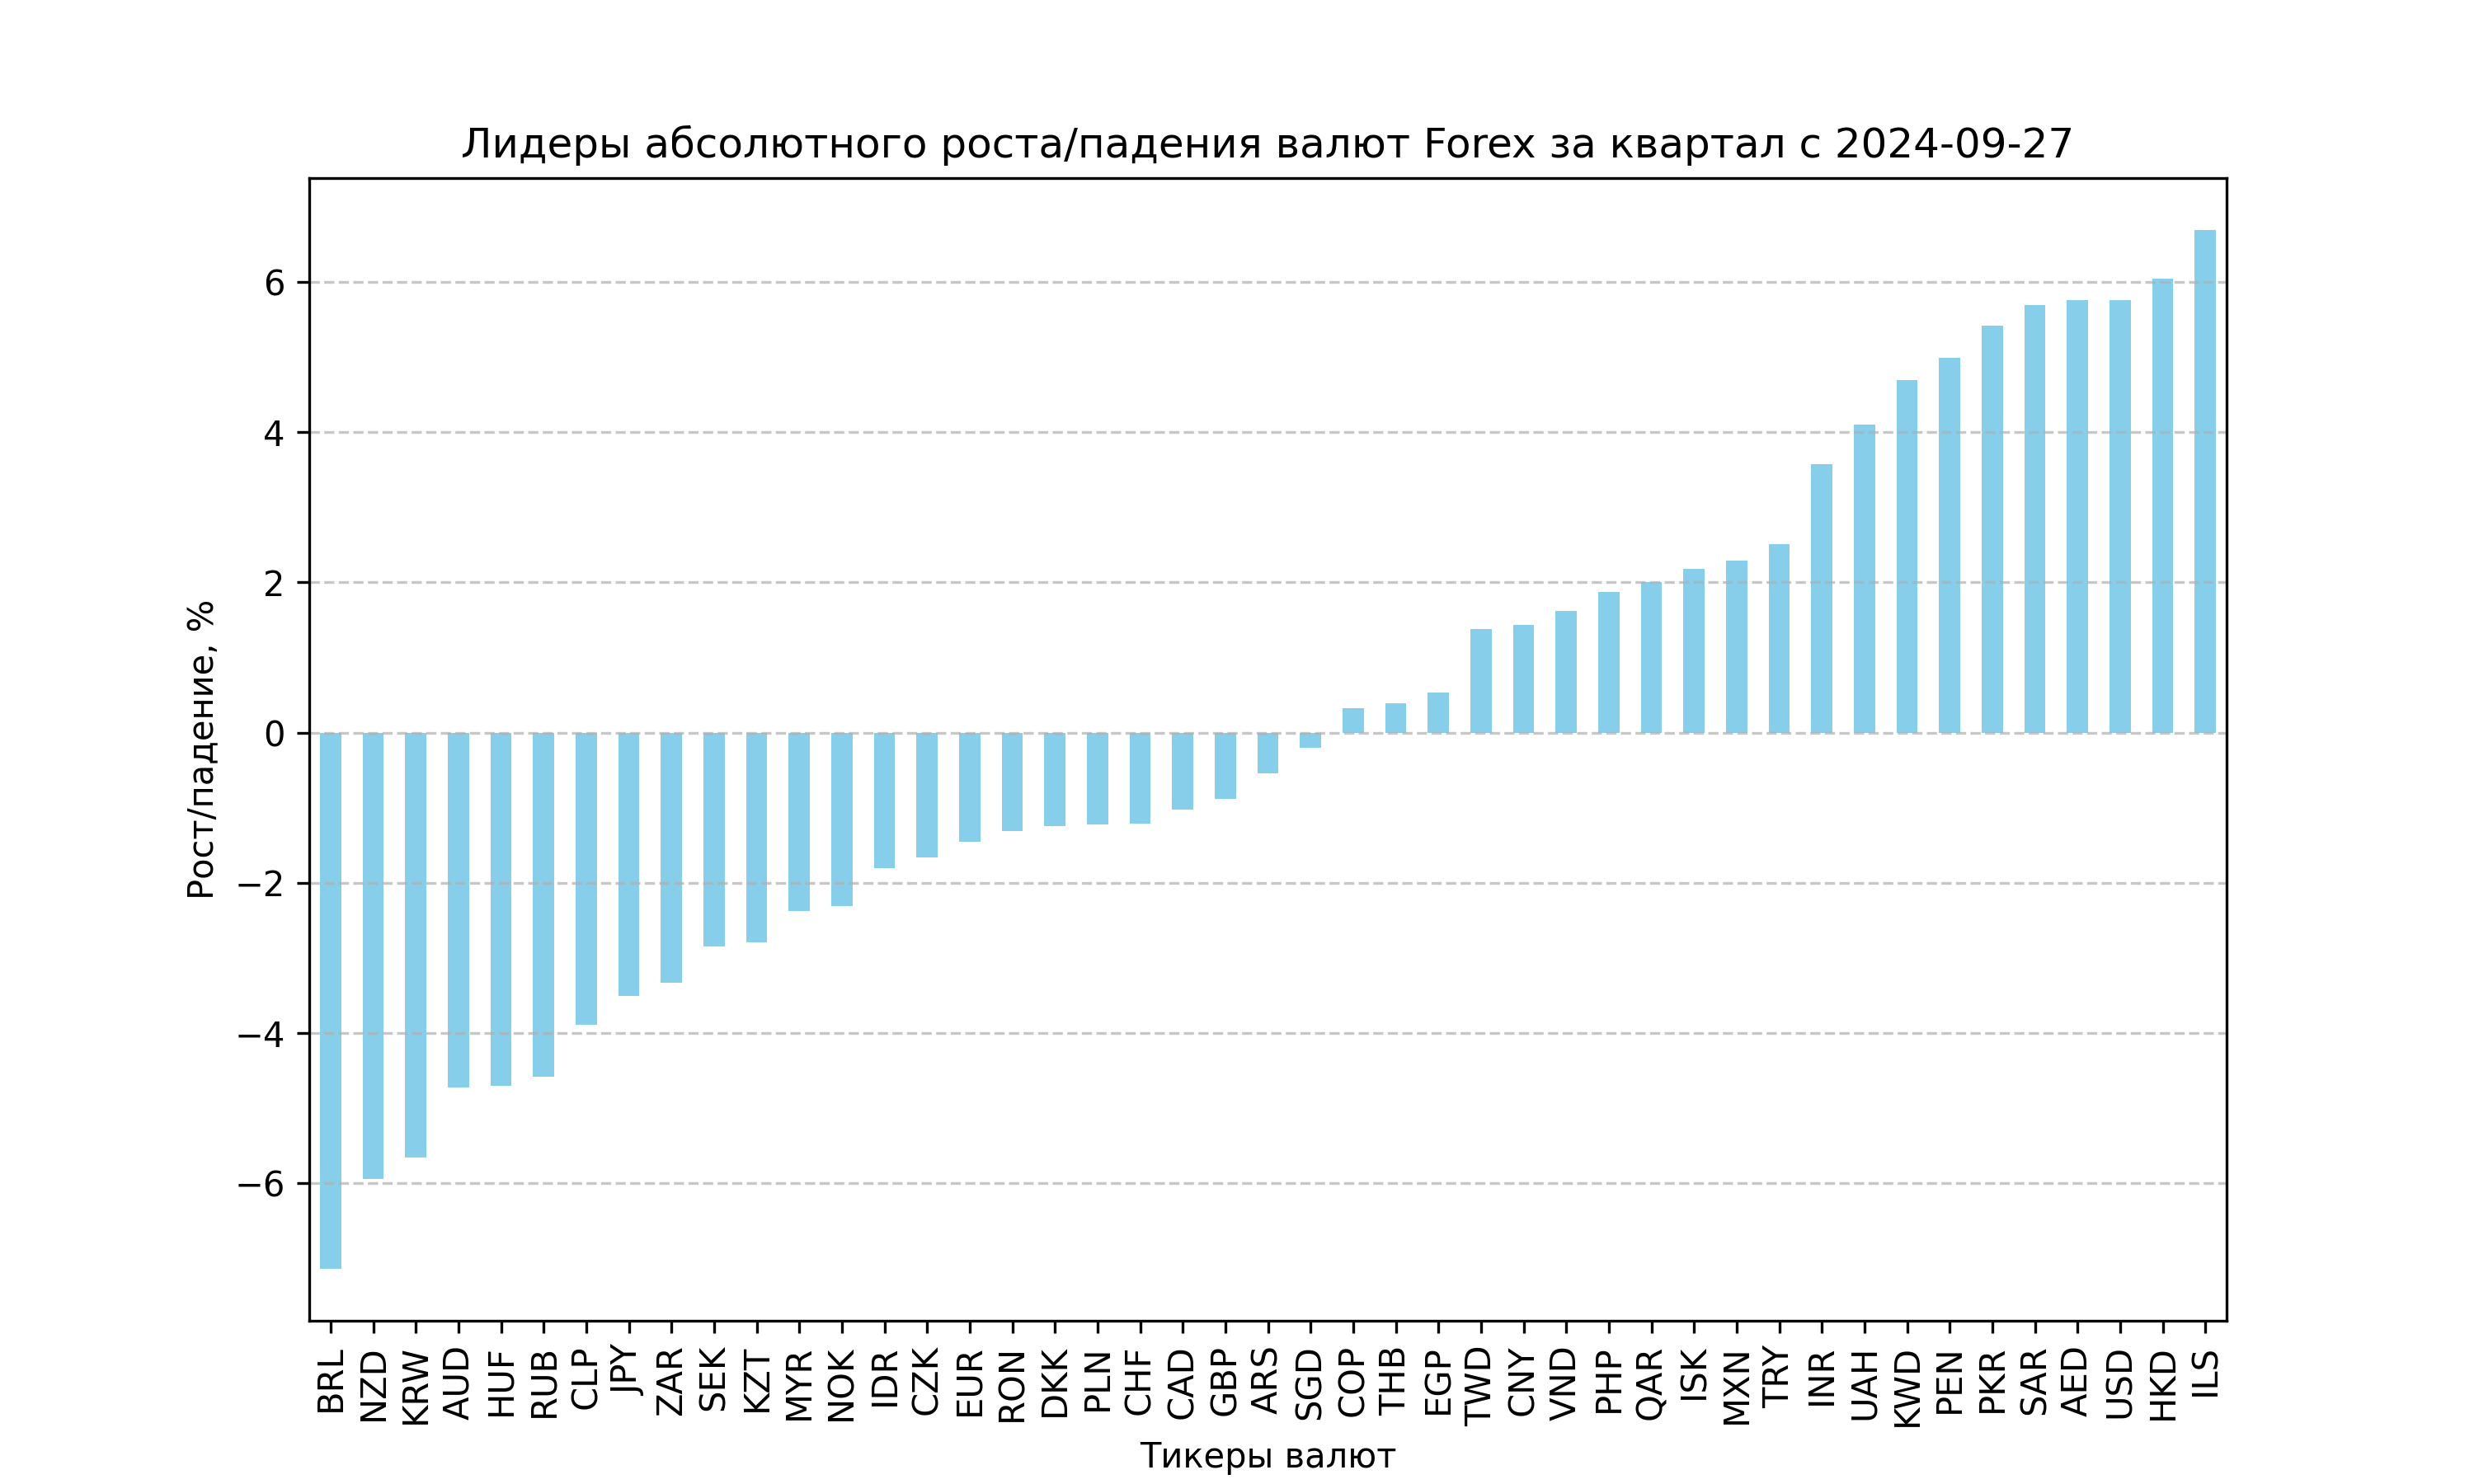 Лидеры абсолютного роста/падения валют Forex за квартал с 2024-09-27
Рост/падение, %
6
4
2
0
−2
−4
−6
BRL NZD KRW AUD HUF RUB CLP JPY ZAR SEK KZT MYR NOK IDR CZK EUR RON DKK PLN CHF CAD GBP ARS SGD COP THB EGP TWD CNY VND PHP QAR ISK MXN TRY INR UAH KWD PEN PKR SAR AED USD HKD ILS
Тикеры валют